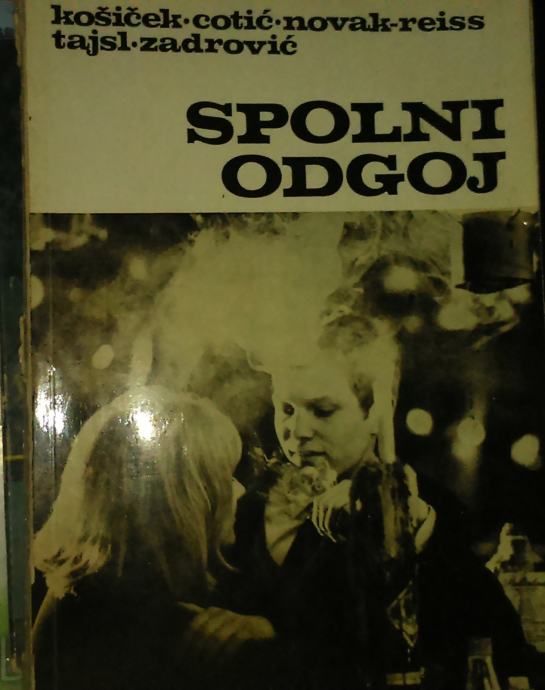 košiček·cotić·novak-reiss
tajsl·zadrović
SPOLNI
ODGOJ